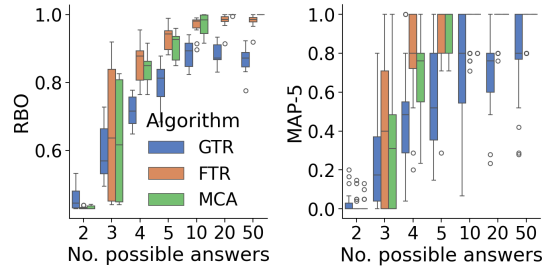 RBO
1.0
0.8
0.6
Algorithm
GTR
FTR
MCA
2 3 4 5 10 20 50
No. possible answers
MAP-5
1.0
0.8
0.6
0.4
0.2
0.0
2 3 4 5 10 20 50
No. possible answers